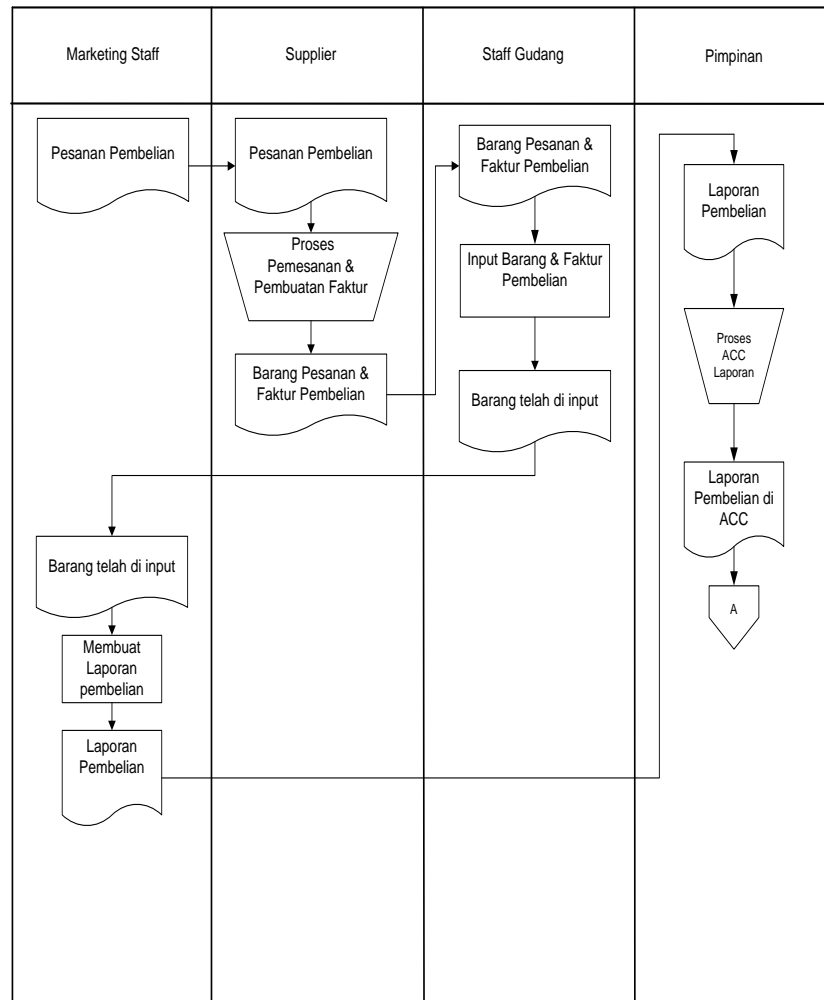 Marketing Staff
Supplier
Staff Gudang
Pimpinan
Pesanan Pembelian
Pesanan Pembelian
Proses
Pemesanan &
Pembuatan Faktur
Barang Pesanan &
Faktur Pembelian
Barang Pesanan &
Faktur Pembelian
Input Barang & Faktur
Pembelian
Barang telah di input
Barang telah di input
Membuat
Laporan
pembelian
Laporan
Pembelian
Laporan
Pembelian
Proses
ACC
Laporan
Laporan
Pembelian di
ACC
A